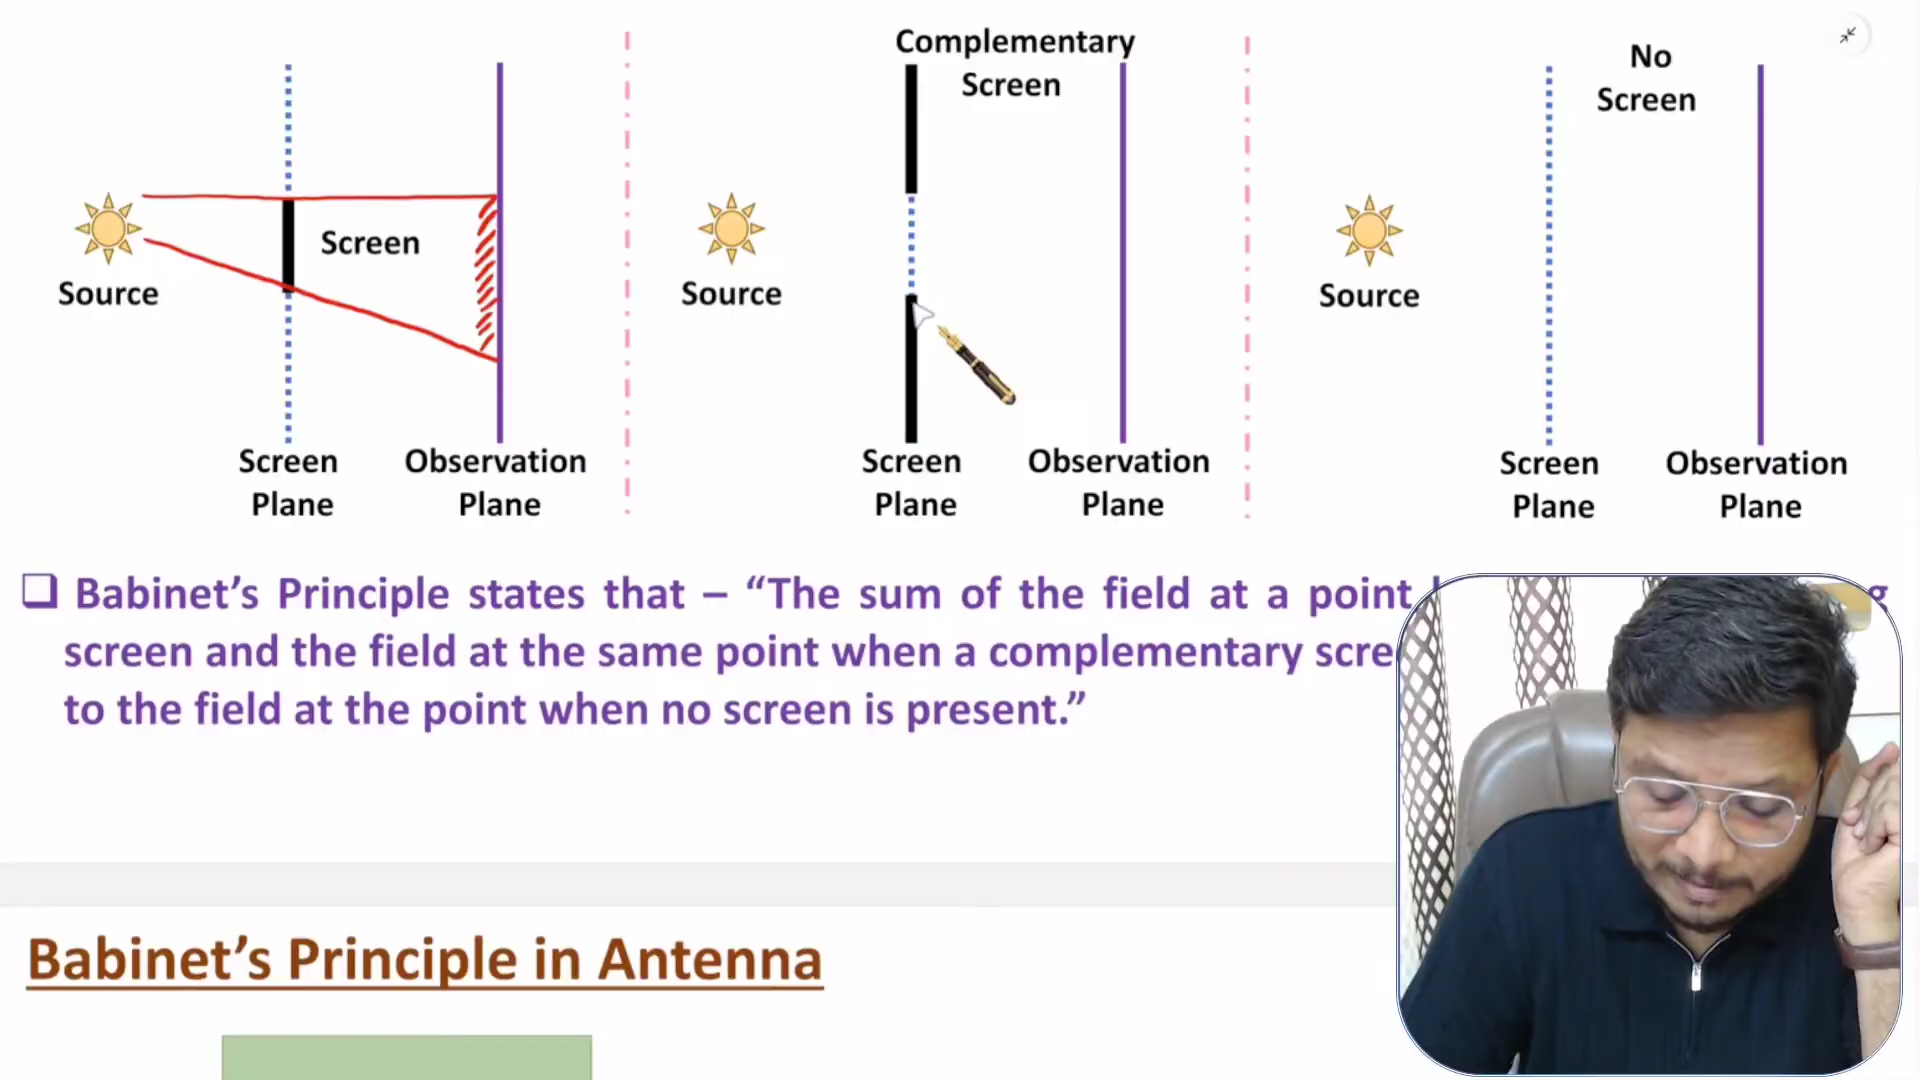 Complementary
Screen
No
Screen
Screen
Source
Source
Source
Screen
Plane
Observation
Plane
Screen
Plane
Observation
Plane
Screen
Plane
Observation
Plane
❑ Babinet’s Principle states that – “The sum of the field at a point
screen and the field at the same point when a complementary
to the field at the point when no screen is present.”
Babinet’s Principle in Antenna